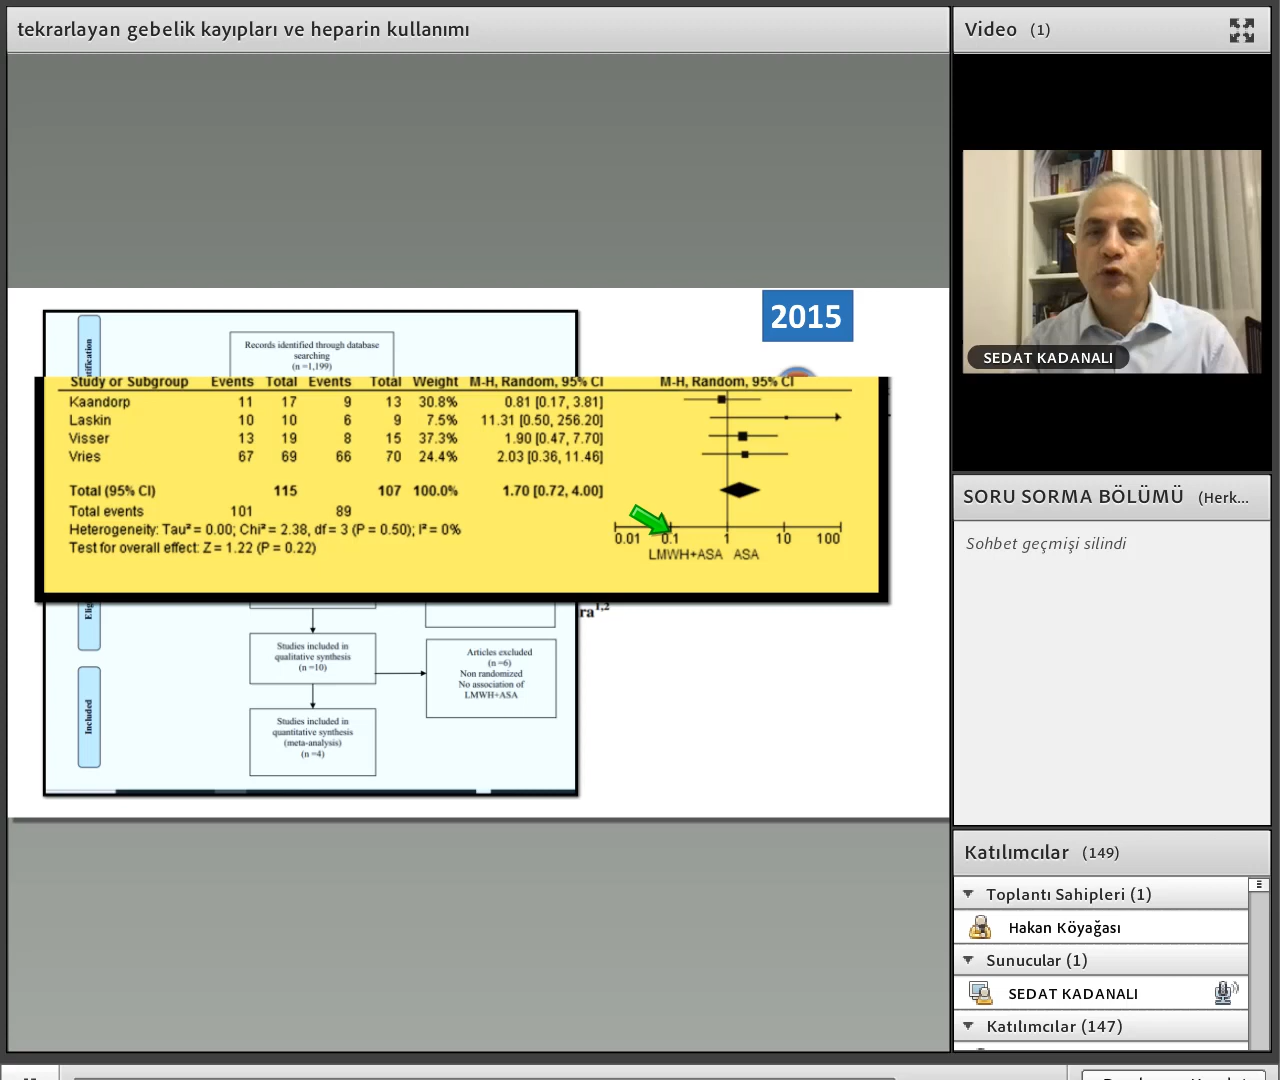 tekrarlayan gebelik kayıpları ve heparin kullanımı
Video (1)
SEDAT KADANALI
2015
Records identified through database
searching
(n =1,199)
Study or Subgroup Events Total Events Total Weight M-H, Random, 95% CI M-H, Random, 95% CI
Kaandorp 11 17 9 13 30.8% 0.81 [0.17, 3.81]
Laskin 10 10 6 9 7.5% 11.31 [0.50, 256.20]
Visser 13 19 8 15 37.3% 1.90 [0.47, 7.70]
Vries 67 69 66 70 24.4% 2.03 [0.36, 11.46]
Total (95% CI) 115 107 100.0% 1.70 [0.72, 4.00]
Total events 101 89
Heterogeneity: Tau² = 0.00; Chi² = 2.38, df = 3 (P = 0.50); I² = 0%
Test for overall effect: Z = 1.22 (P = 0.22)
0.01 0.1 1 10 100
LMWH+ASA ASA
ra1,2
Studies included in
qualitative synthesis
(n =10)
Articles excluded
(n =6)
Non randomized
No association of
LMWH+ASA
Included
Studies included in
quantitative synthesis
(meta-analysis)
(n =4)
SORU SORMA BÖLÜMÜ (Herk...
Sohbet geçmişi silindi
Katılımcılar (149)
Toplantı Sahipleri (1)
Hakan Köyağası
Sunucular (1)
SEDAT KADANALI
Katılımcılar (147)